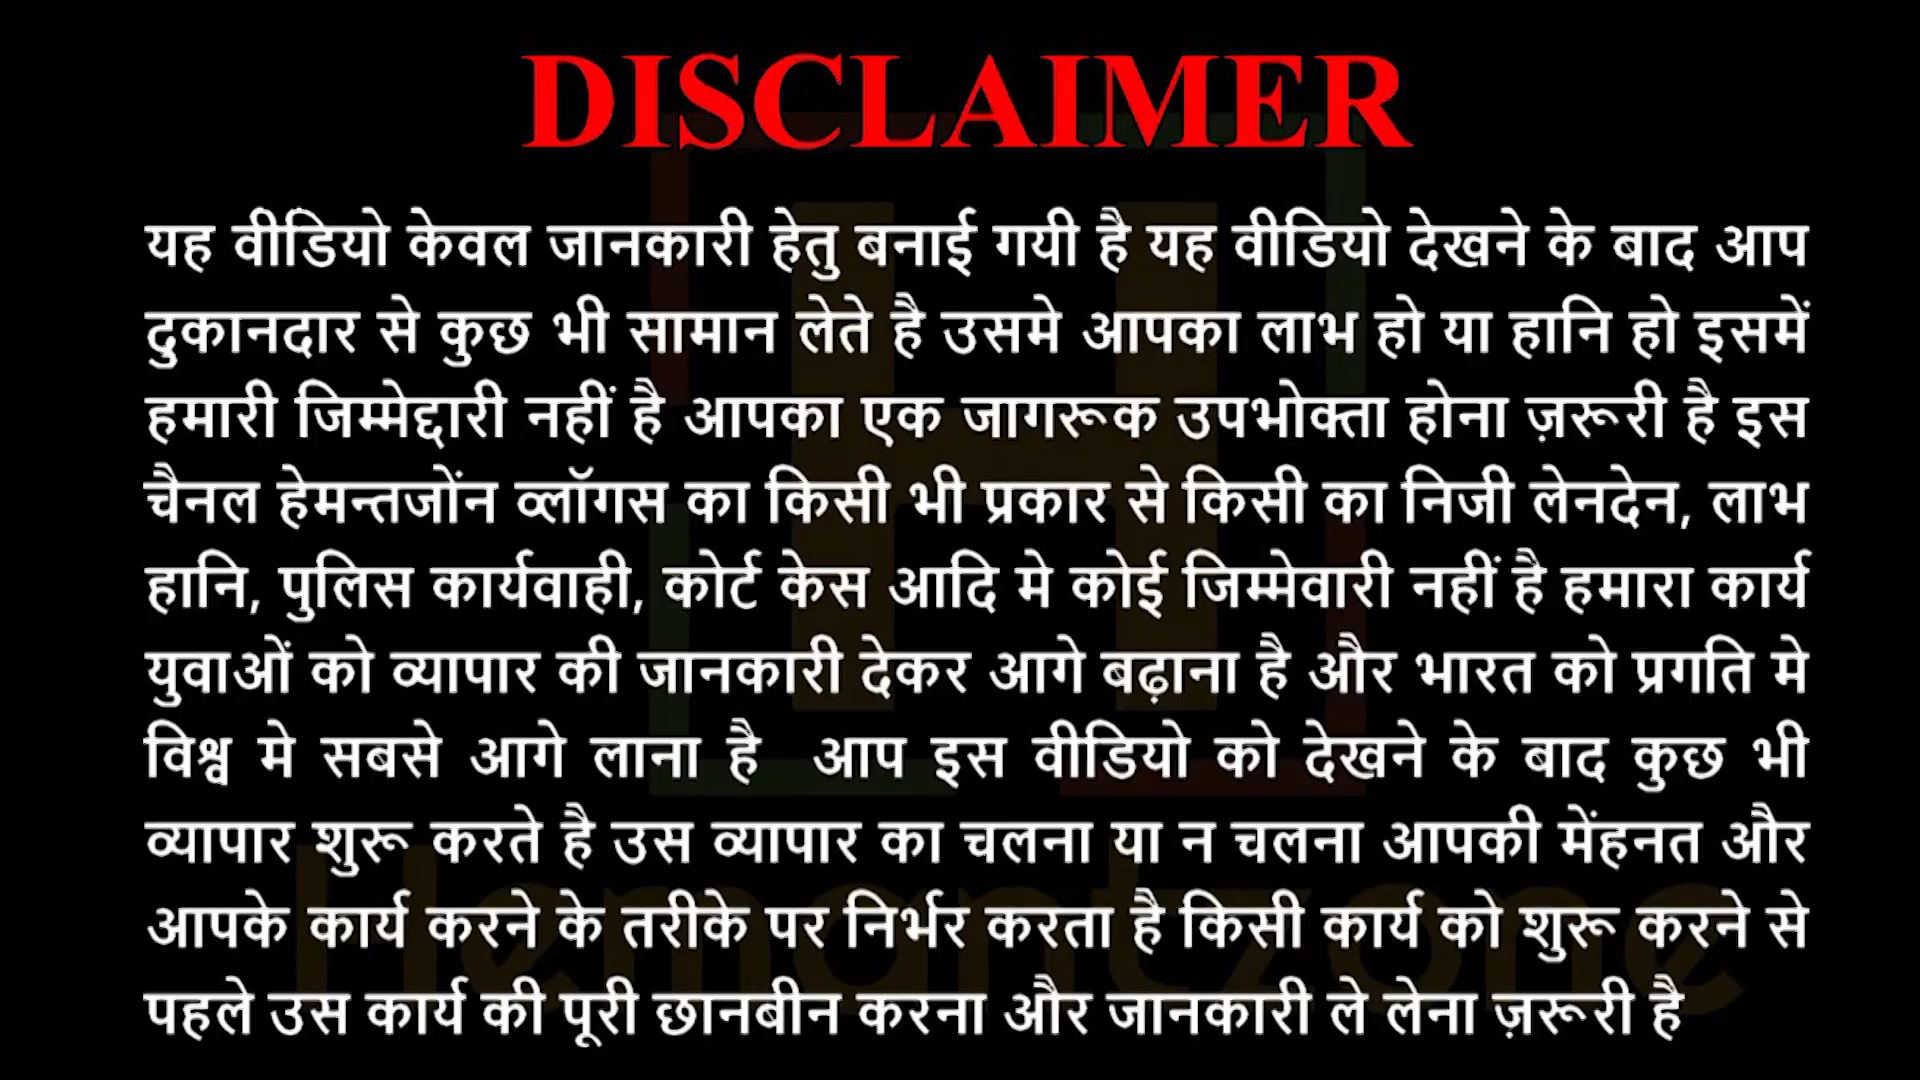 DISCLAIMER
यह वीडियो केवल जानकारी हेतु बनाई गयी है यह वीडियो देखने के बाद आप
दुकानदार से कुछ भी सामान लेते है उसमे आपका लाभ हो या हानि हो इसमें
हमारी जिम्मेद्दारी नहीं है आपका एक जागरूक उपभोक्ता होना ज़रूरी है इस
चैनल हेमन्तजोंन व्लॉगस का किसी भी प्रकार से किसी का निजी लेनदेन, लाभ
हानि, पुलिस कार्यवाही, कोर्ट केस आदि मे कोई जिम्मेवारी नहीं है हमारा कार्य
युवाओं को व्यापार की जानकारी देकर आगे बढ़ाना है और भारत को प्रगति मे
विश्व मे सबसे आगे लाना है आप इस वीडियो को देखने के बाद कुछ भी
व्यापार शुरू करते है उस व्यापार का चलना या न चलना आपकी मेंहनत और
आपके कार्य करने के तरीके पर निर्भर करता है किसी कार्य को शुरू करने से
पहले उस कार्य की पूरी छानबीन करना और जानकारी ले लेना ज़रूरी है
Hemantzone